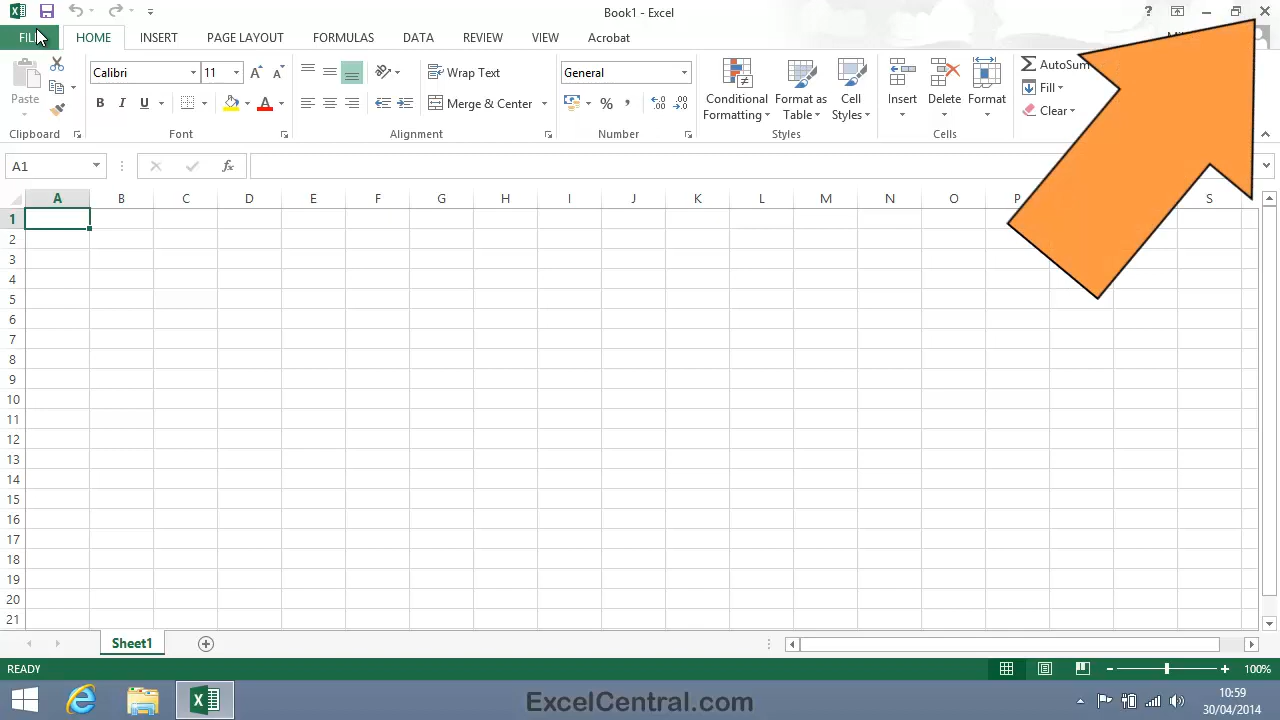 Book1 - Excel
?
HOME INSERT PAGE LAYOUT FORMULAS DATA REVIEW VIEW Acrobat
Calibri 11 Wrap Text General AutoSum
Paste B I U Merge & Center % , Conditional Formatting Format as Table Cell Styles Insert Delete Format Fill Clear
Clipboard Font Alignment Number Styles Cells
A1 fx
A B C D E F G H I J K L M N O P S
1
2
3
4
5
6
7
8
9
10
11
12
13
14
15
16
17
18
19
20
21
Sheet1
READY 100%
ExcelCentral.com 10:59
30/04/2014